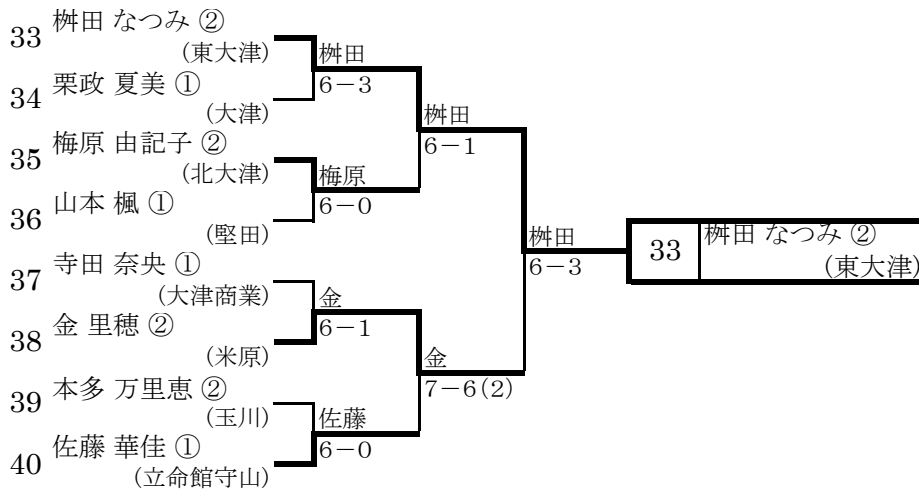 33 桝田 なつみ ②
(東大津)
桝田
6－3
34 栗政 夏美 ①
(大津)
桝田
6－1
35 梅原 由記子 ②
(北大津)
梅原
6－0
36 山本 楓 ①
(堅田)
桝田
6－3
33 桝田 なつみ ②
(東大津)
37 寺田 奈央 ①
(大津商業)
金
6－1
38 金 里穂 ②
(米原)
金
7－6(2)
39 本多 万里恵 ②
(玉川)
佐藤
6－0
40 佐藤 華佳 ①
(立命館守山)